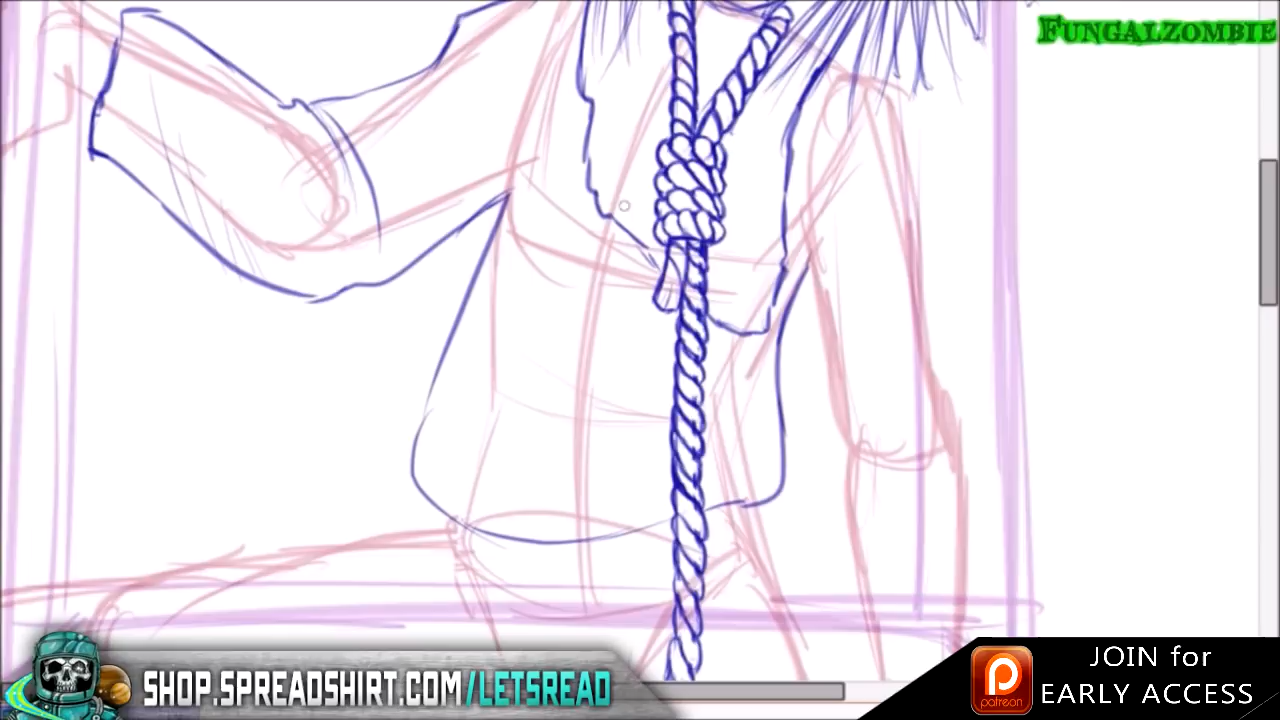 FUNGALZOMBIE
SHOP.SPREADSHIRT.COM/LETSREAD
patreon
JOIN for
EARLY ACCESS